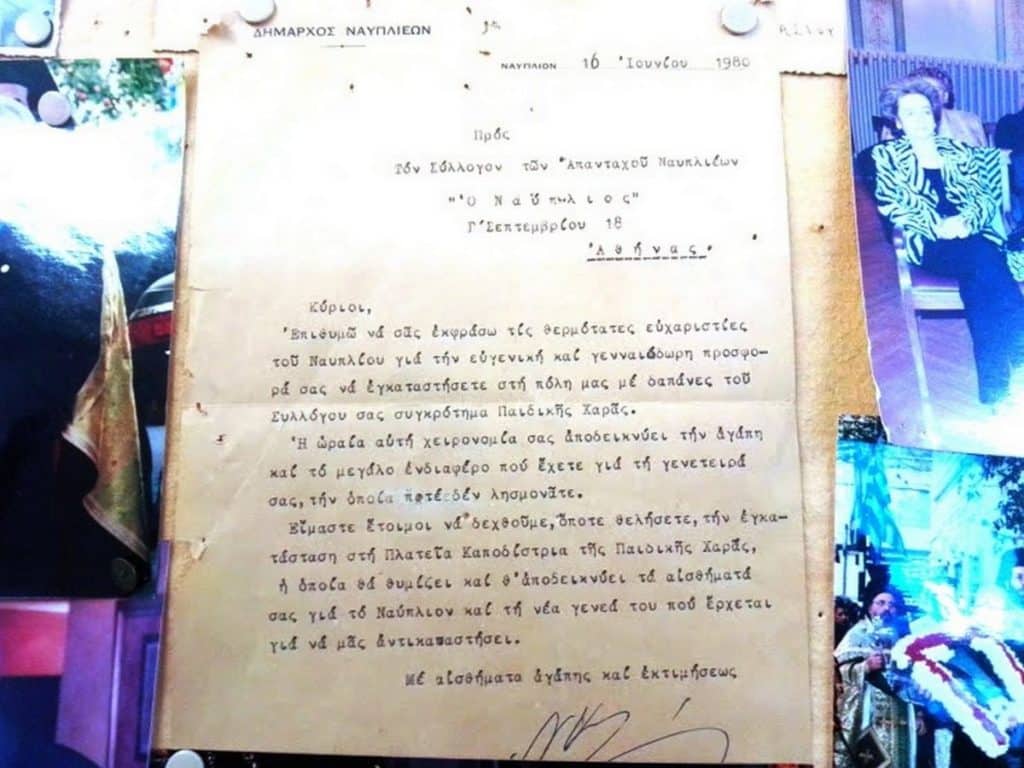 ΔΗΜΑΡΧΟΣ ΝΑΥΠΛΙΕΩΝ
ΝΑΥΠΛΙΟΝ 16 Ἰουνίου 1980
Πρός
Τόν Σύλλογον τῶν Ἁπανταχοῦ Ναυπλιέων
"Ὁ Ναύπλιος"
Γ'Σεπτεμβρίου 18
Ἀθήνας.
Κύριοι,
Ἐπιθυμῶ νά σᾶς ἐκφράσω τίς θερμότατες εὐχαριστίες
τοῦ Ναυπλίου γιά τήν εὐγενική καί γενναιόδωρη προσφο-
ρά σας νά ἐγκαταστήσετε στή πόλη μας μέ δαπάνες τοῦ
Συλλόγου σας συγκρότημα Παιδικῆς Χαρᾶς.
Ἡ ὡραία αὐτή χειρονομία σας ἀποδεικνύει τήν ἀγάπη
καί τό μεγάλο ἐνδιαφέρο πού ἔχετε γιά τή γενετειρά
σας, τήν ὁποία ποτέ δέν λησμονᾶτε.
Εἴμαστε ἕτοιμοι νά δεχθοῦμε, ὅποτε θελήσετε, τήν ἐγκα-
τάσταση στή Πλατεῖα Καποδίστρια τῆς Παιδικῆς Χαρᾶς,
ἡ ὁποία θά θυμίζει καί θ'ἀποδεικνύει τά αἰσθήματά
σας γιά τό Ναύπλιον καί τή νέα γενεά του πού ἔρχεται
γιά νά μᾶς ἀντικαταστήσει.
Μέ αἰσθήματα ἀγάπης καί ἐκτιμήσεως